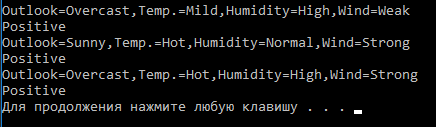 Outlook=Overcast,Temp.=Mild,Humidity=High,Wind=Weak
Positive
Outlook=Sunny,Temp.=Hot,Humidity=Normal,Wind=Strong
Positive
Outlook=Overcast,Temp.=Hot,Humidity=High,Wind=Strong
Positive
Для продолжения нажмите любую клавишу . . .